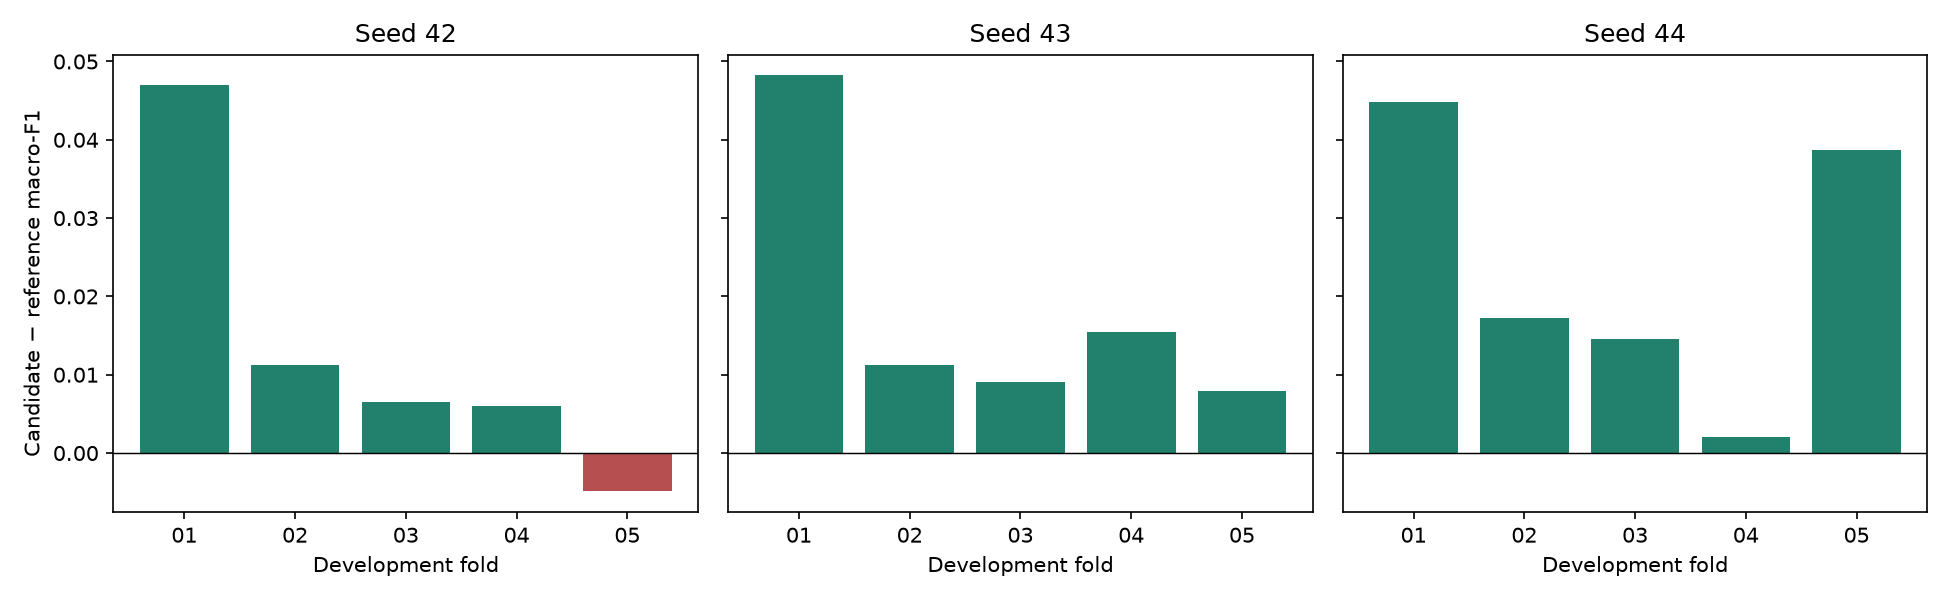 Seed 42
Seed 43
Seed 44
Candidate − reference macro-F1
0.05
0.04
0.03
0.02
0.01
0.00
01 02 03 04 05
01 02 03 04 05
01 02 03 04 05
Development fold
Development fold
Development fold